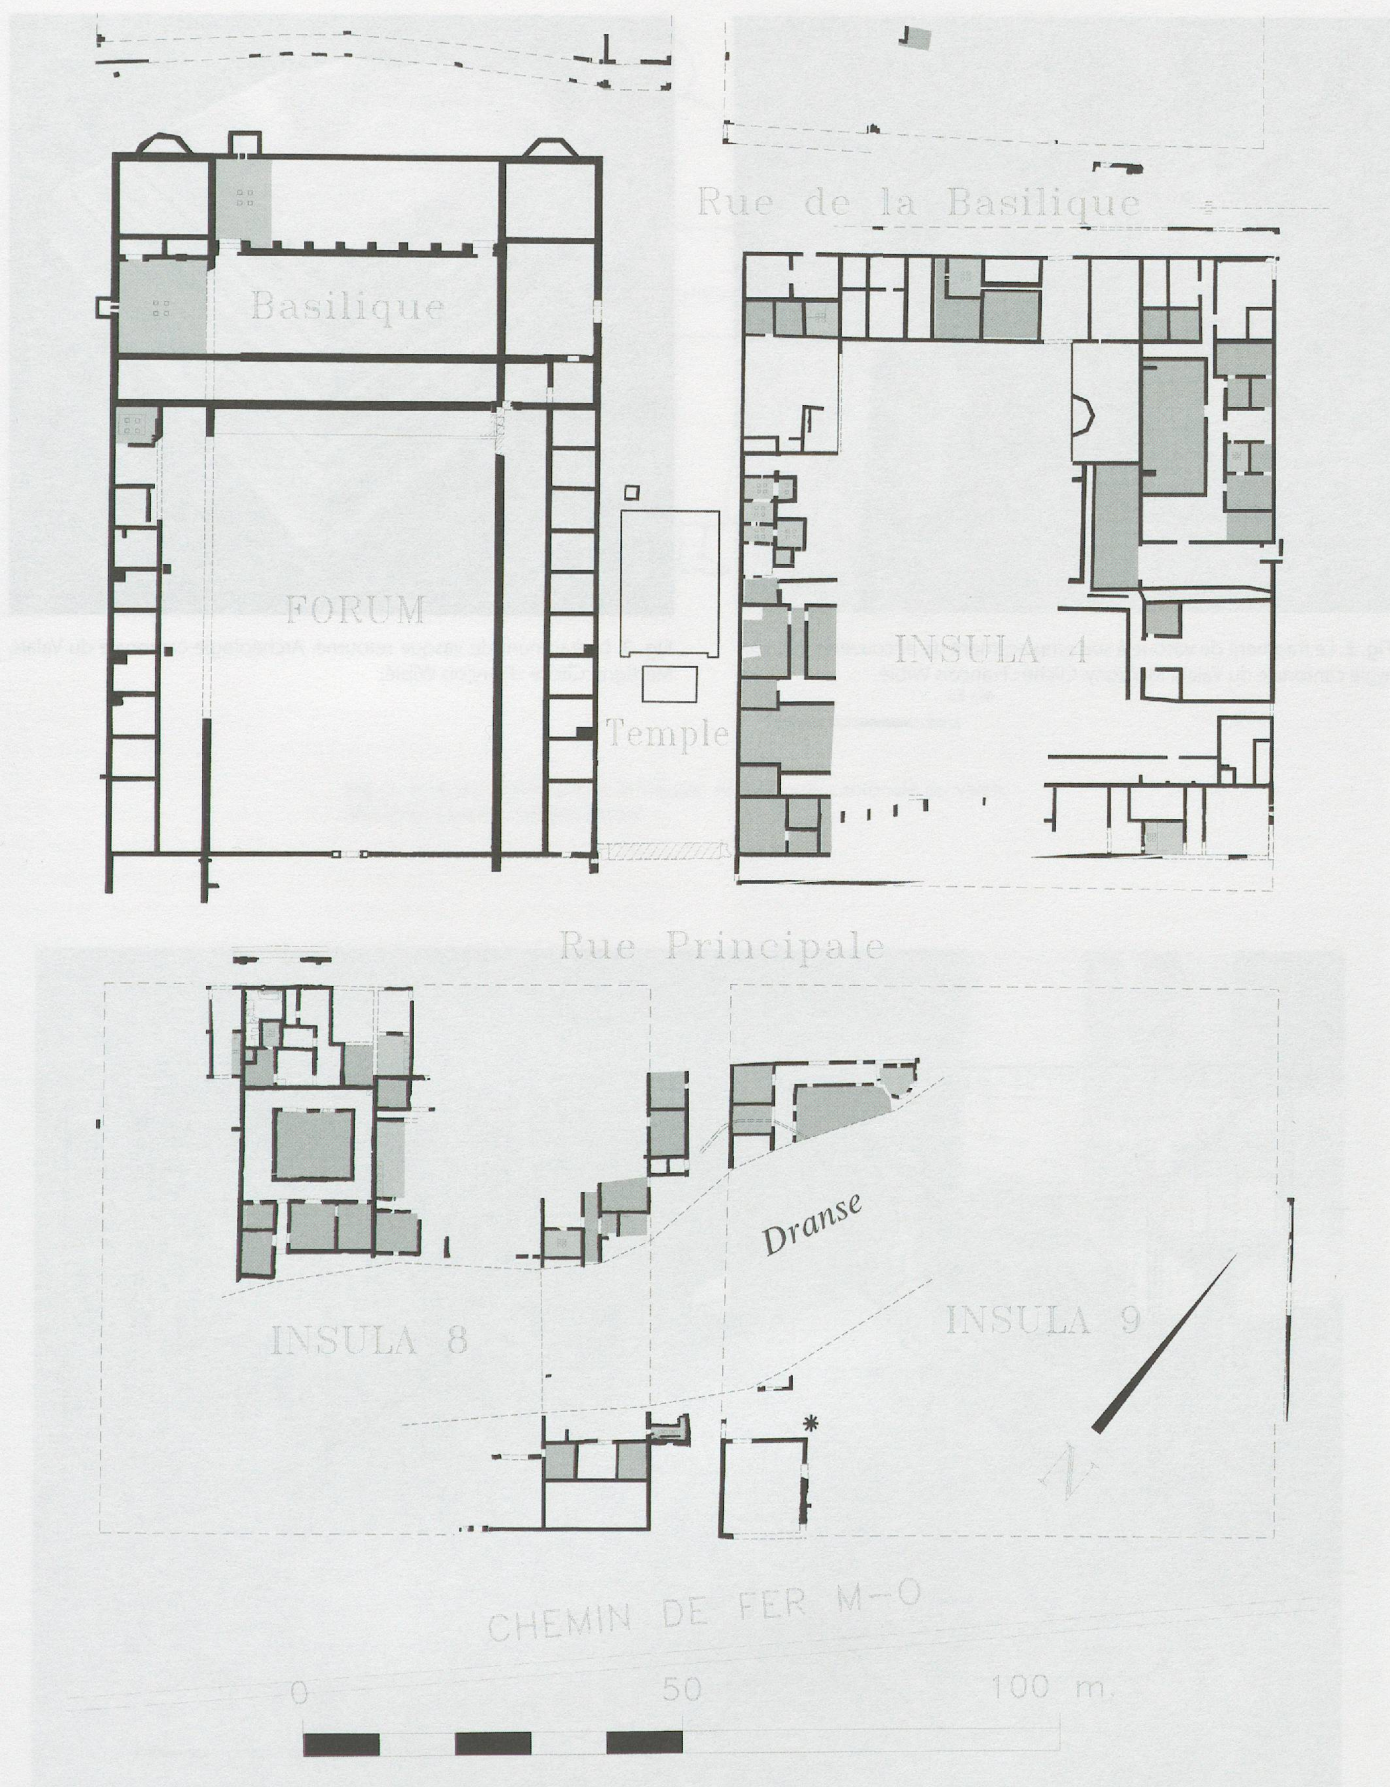 Rue de la Basilique
Basilique
FORUM
INSULA 4
Temple
Rue Principale
Dranse
INSULA 8
INSULA 9
N
CHEMIN DE FER M-O
0 50 100 m.